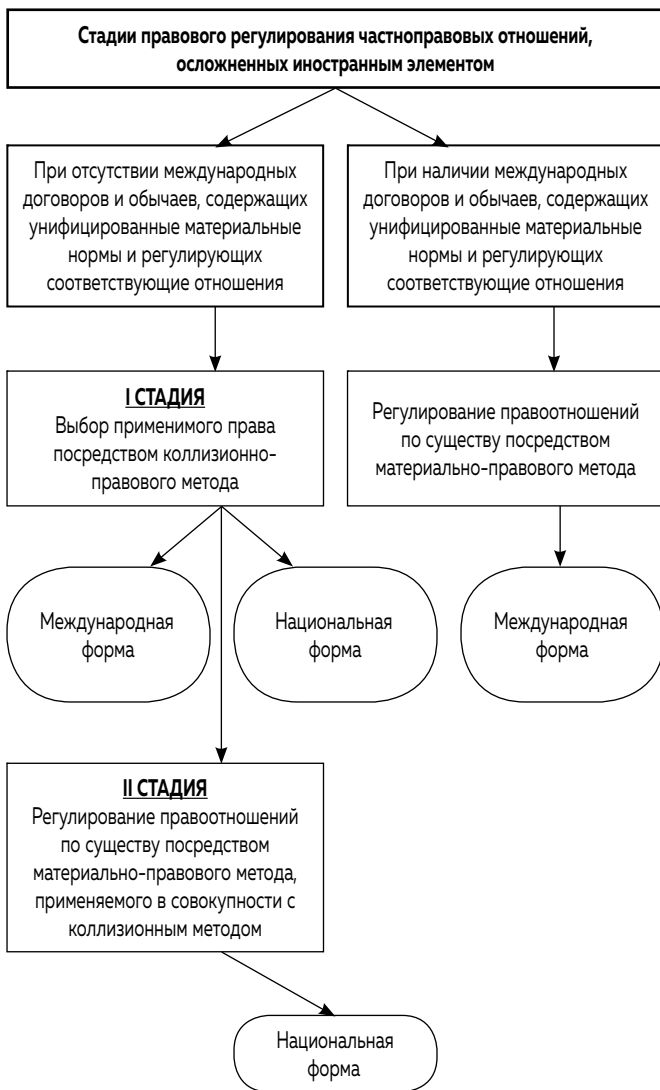 Стадии правового регулирования частноправовых отношений,
осложненных иностранным элементом
При отсутствии международных
договоров и обычаев, содержащих
унифицированные материальные
нормы и регулирующих
соответствующие отношения
При наличии международных
договоров и обычаев, содержащих
унифицированные материальные
нормы и регулирующих
соответствующие отношения
I СТАДИЯ
Выбор применимого права
посредством коллизионно-
правового метода
Регулирование правоотношений
по существу посредством
материально-правового метода
Международная
форма
Национальная
форма
Международная
форма
II СТАДИЯ
Регулирование правоотношений
по существу посредством
материально-правового метода,
применяемого в совокупности с
коллизионным методом
Национальная
форма